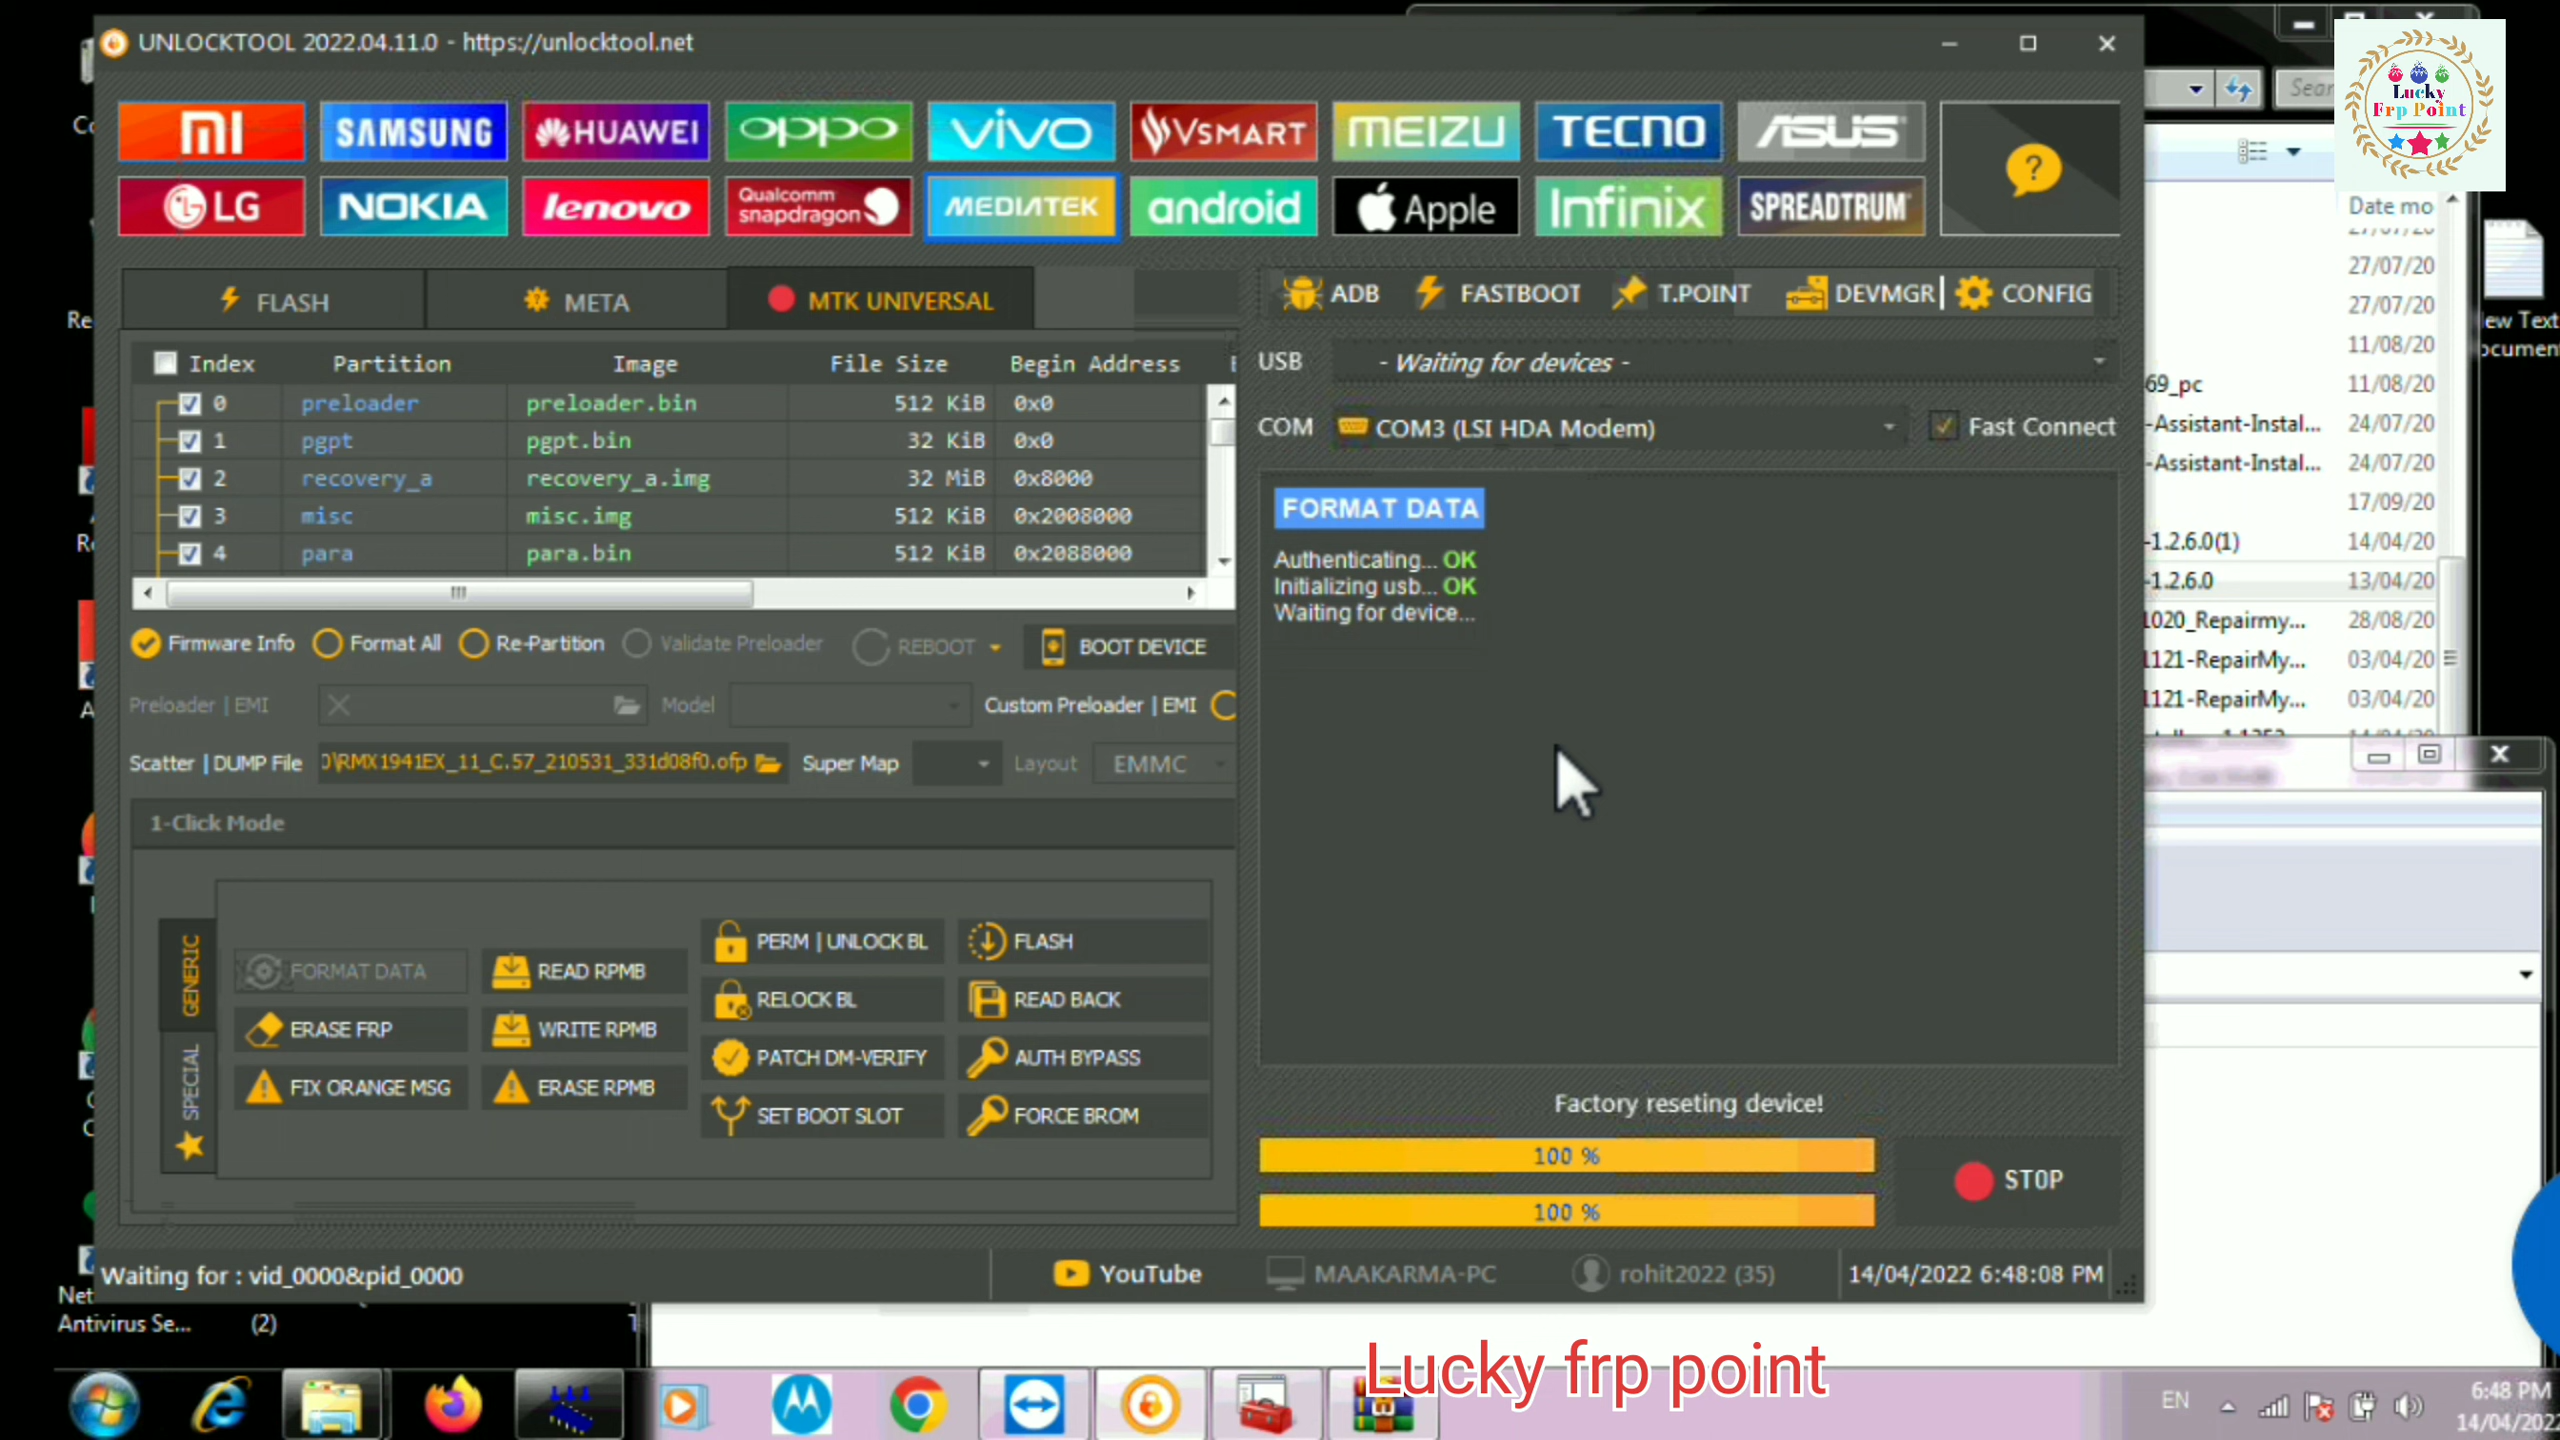 UNLOCKTOOL 2022.04.11.0 - https://unlocktool.net
Lucky
Frp Point
MI SAMSUNG HUAWEI oppo vivo VSMART MEIZU TECNO ASUS
LG NOKIA lenovo Qualcomm snapdragon MEDIATEK android Apple Infinix SPREADTRUM
?
FLASH META MTK UNIVERSAL
ADB FASTBOOT T.POINT DEVMGR CONFIG
Index Partition Image File Size Begin Address
0 preloader preloader.bin 512 KiB 0x0
1 pgpt pgpt.bin 32 KiB 0x0
2 recovery_a recovery_a.img 32 MiB 0x8000
3 misc misc.img 512 KiB 0x2008000
4 para para.bin 512 KiB 0x2088000
Firmware Info Format All Re-Partition Validate Preloader REBOOT BOOT DEVICE
Preloader | EMI Model Custom Preloader | EMI
Scatter | DUMP File D\RMX1941EX_11_C.57_210531_331d08f0.ofp Super Map Layout EMMC
1-Click Mode
GENERIC
SPECIAL
FORMAT DATA READ RPMB
ERASE FRP WRITE RPMB
FIX ORANGE MSG ERASE RPMB
PERM | UNLOCK BL FLASH
RELOCK BL READ BACK
PATCH DM-VERIFY AUTH BYPASS
SET BOOT SLOT FORCE BROM
USB - Waiting for devices -
COM COM3 (LSI HDA Modem) Fast Connect
FORMAT DATA
Authenticating... OK
Initializing usb... OK
Waiting for device...
Factory reseting device!
100 %
100 %
STOP
Waiting for : vid_0000&pid_0000
YouTube MAAKARMA-PC rohit2022 (35) 14/04/2022 6:48:08 PM
Date mo
27/07/20
27/07/20
11/08/20
69_pc 11/08/20
-Assistant-Instal... 24/07/20
-Assistant-Instal... 24/07/20
17/09/20
-1.2.6.0(1) 14/04/20
-1.2.6.0 13/04/20
1020_Repairmy... 28/08/20
1121-RepairMy... 03/04/20
1121-RepairMy... 03/04/20
ew Text
ocumen
Net
Antivirus Se... (2)
Lucky frp point
EN
6:48 PM
14/04/2022